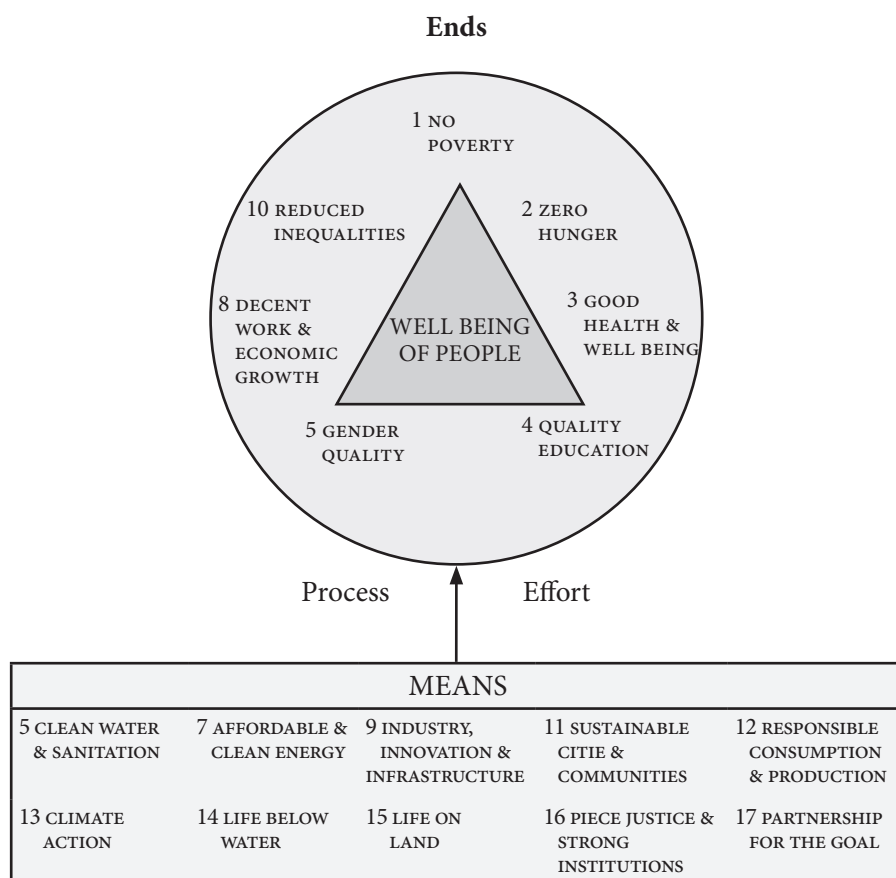 Ends
1 NO
POVERTY
10 REDUCED
INEQUALITIES
2 ZERO
HUNGER
8 DECENT
WORK &
ECONOMIC
GROWTH
3 GOOD
HEALTH &
WELL BEING
WELL BEING
OF PEOPLE
5 GENDER
QUALITY
4 QUALITY
EDUCATION
Process
Effort
MEANS
5 CLEAN WATER
& SANITATION
7 AFFORDABLE &
CLEAN ENERGY
9 INDUSTRY,
INNOVATION &
INFRASTRUCTURE
11 SUSTAINABLE
CITIE &
COMMUNITIES
12 RESPONSIBLE
CONSUMPTION
& PRODUCTION
13 CLIMATE
ACTION
14 LIFE BELOW
WATER
15 LIFE ON
LAND
16 PIECE JUSTICE &
STRONG
INSTITUTIONS
17 PARTNERSHIP
FOR THE GOAL